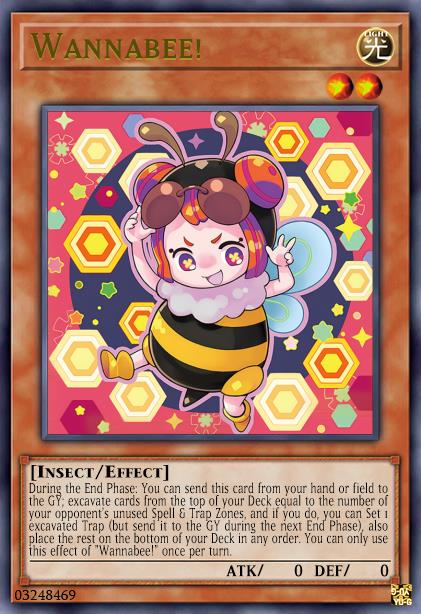 WANNABEE!
LIGHT
光
[INSECT/EFFECT]
During the End Phase: You can send this card from your hand or field to
the GY; excavate cards from the top of your Deck equal to the number of
your opponent's unused Spell & Trap Zones, and if you do, you can Set 1
excavated Trap (but send it to the GY during the next End Phase), also
place the rest on the bottom of your Deck in any order. You can only use
this effect of "Wannabee!" once per turn.
ATK/ 0 DEF/ 0
03248469